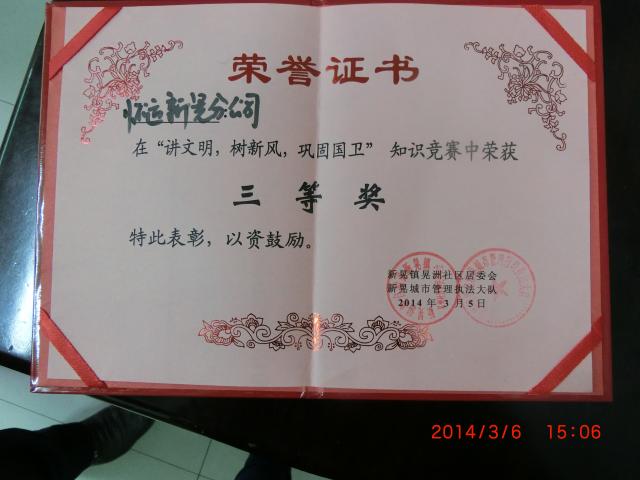 荣誉证书
怀运新晃分公司
在“讲文明，树新风，巩固国卫” 知识竞赛中荣获
三等奖
特此表彰，以资鼓励。
新晃镇晃洲社区居委会
新晃城市管理执法大队
2014年3月5日
2014/3/6 15:06